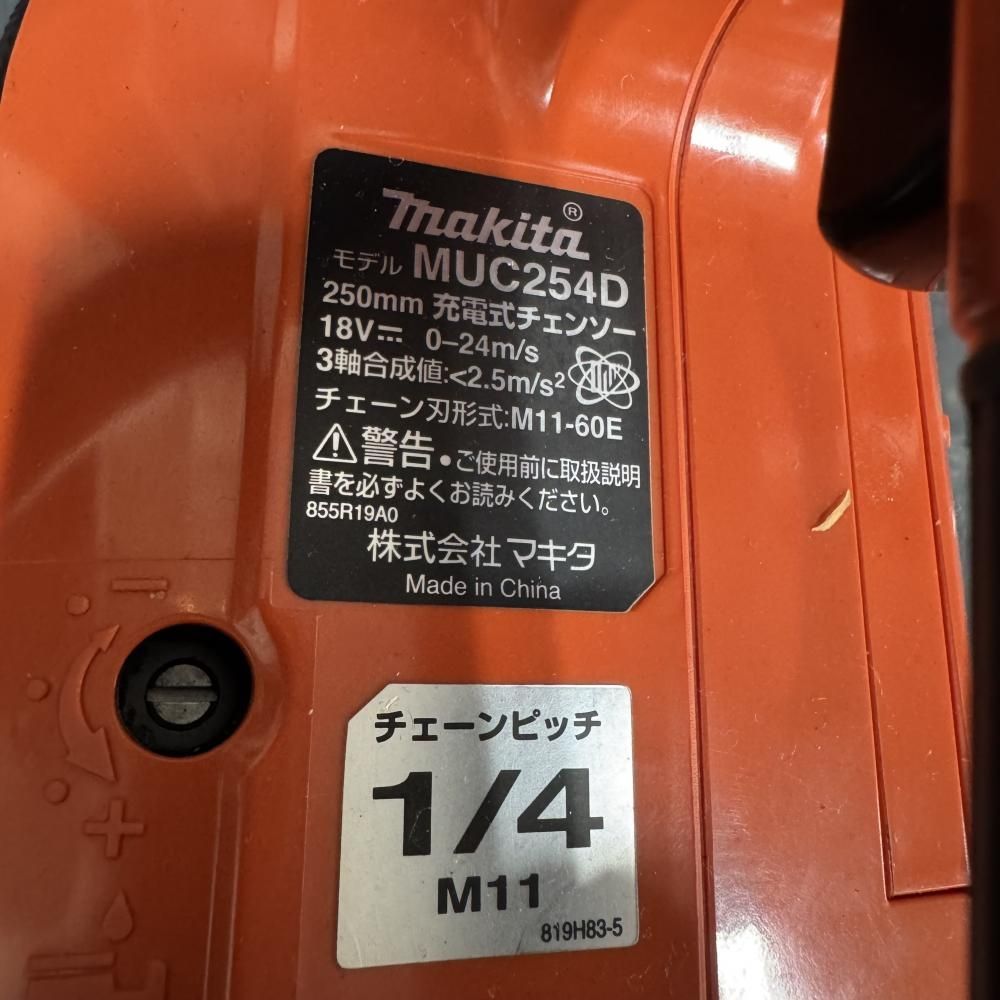 makita®
モデル MUC254D
250mm 充電式チェンソー
18V⎓ 0-24m/s
3軸合成値:<2.5m/s²
チェーン刃形式:M11-60E
⚠警告 ・ご使用前に取扱説明
書を必ずよくお読みください。
855R19A0
株式会社マキタ
Made in China
チェーンピッチ
1/4
M11
819H83-5
+